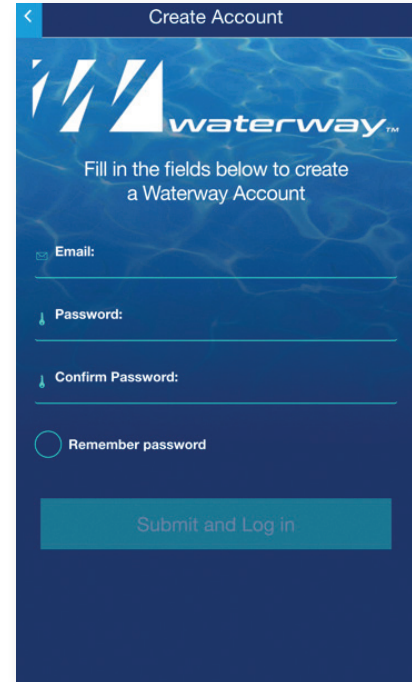 Create Account
waterway™
Fill in the fields below to create
a Waterway Account
Email:
Password:
Confirm Password:
Remember password
Submit and Log in